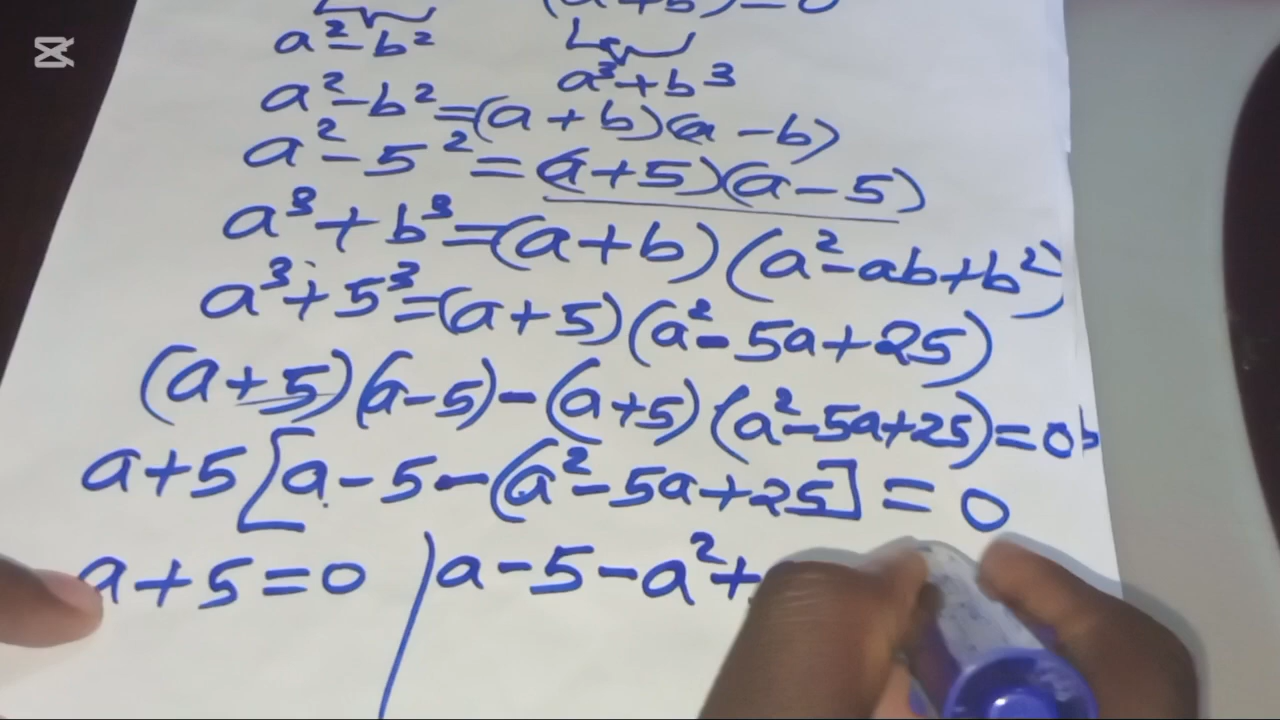 (a+b)=0
a²-b²
a³+b³
a²-b²=(a+b)(a-b)
a²-5²=(a+5)(a-5)
a³+b³=(a+b)(a²-ab+b²)
a³+5³=(a+5)(a²-5a+25)
(a+5)(a-5)-(a+5)(a²-5a+25)=0b
a+5[a-5-(a²-5a+25]=0
a+5=0 | a-5-a²+